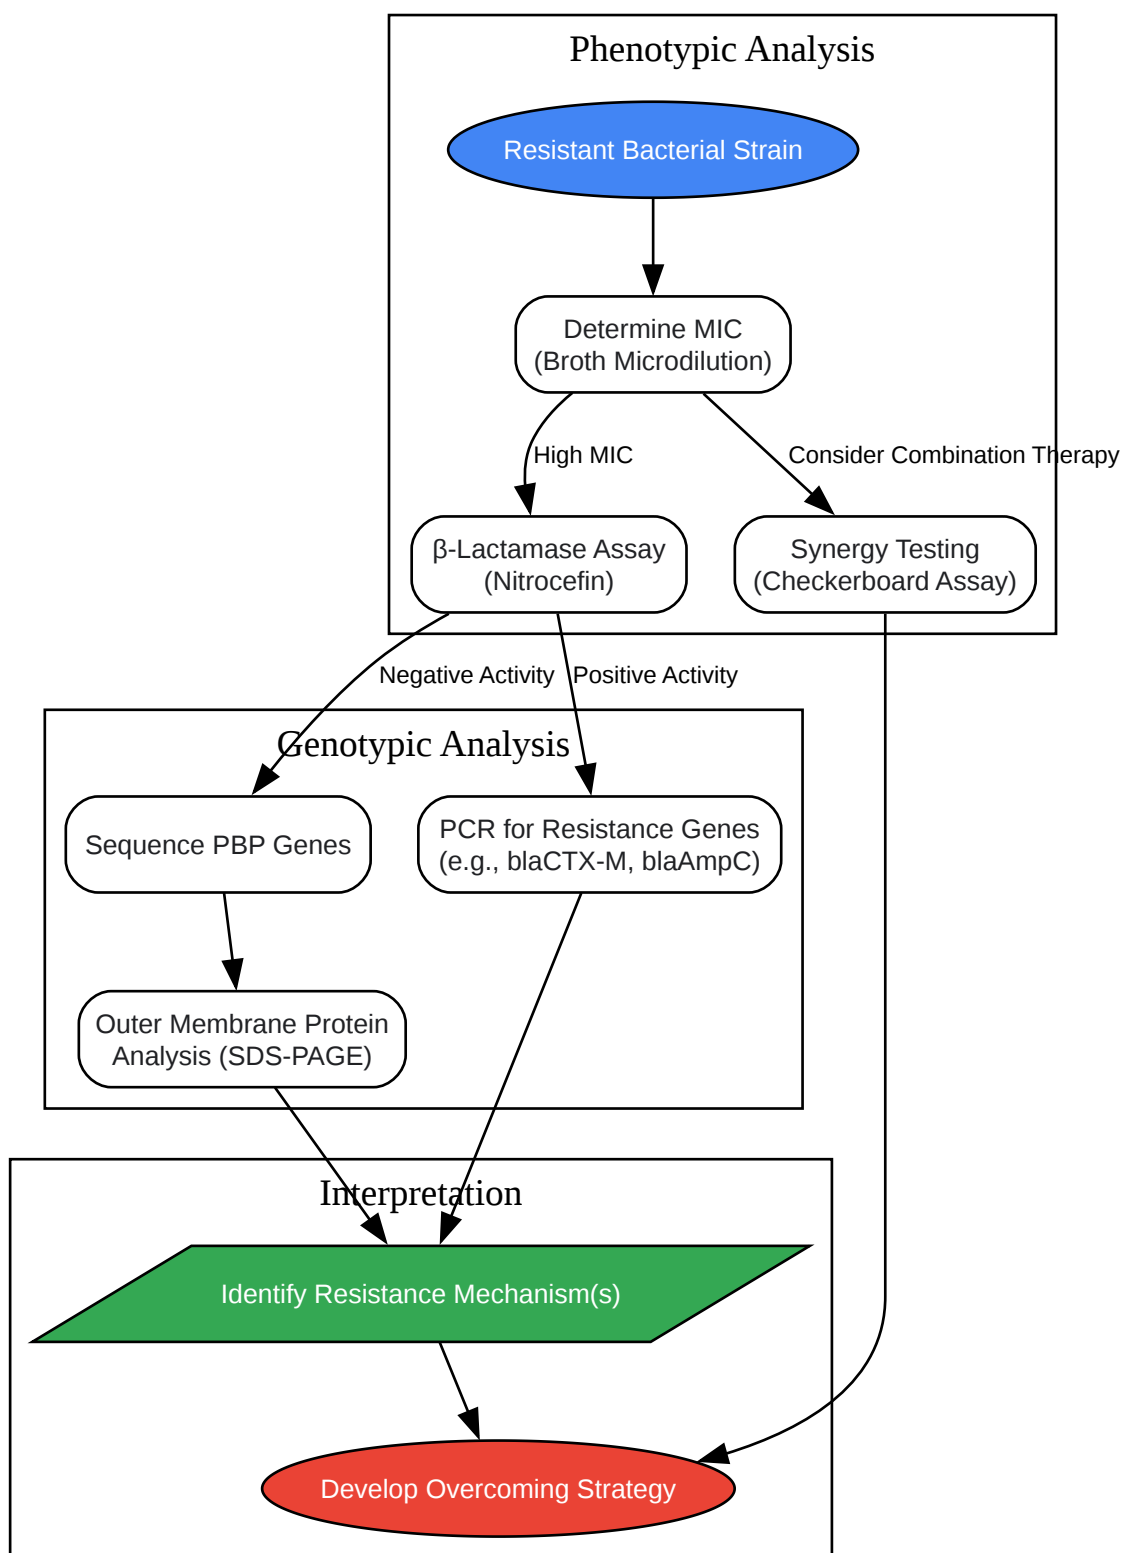 Phenotypic Analysis
Resistant Bacterial Strain
Determine MIC
(Broth Microdilution)
High MIC
Consider Combination Therapy
β-Lactamase Assay
(Nitrocefin)
Synergy Testing
(Checkerboard Assay)
Negative Activity
Positive Activity
Genotypic Analysis
Sequence PBP Genes
PCR for Resistance Genes
(e.g., blaCTX-M, blaAmpC)
Outer Membrane Protein
Analysis (SDS-PAGE)
Interpretation
Identify Resistance Mechanism(s)
Develop Overcoming Strategy